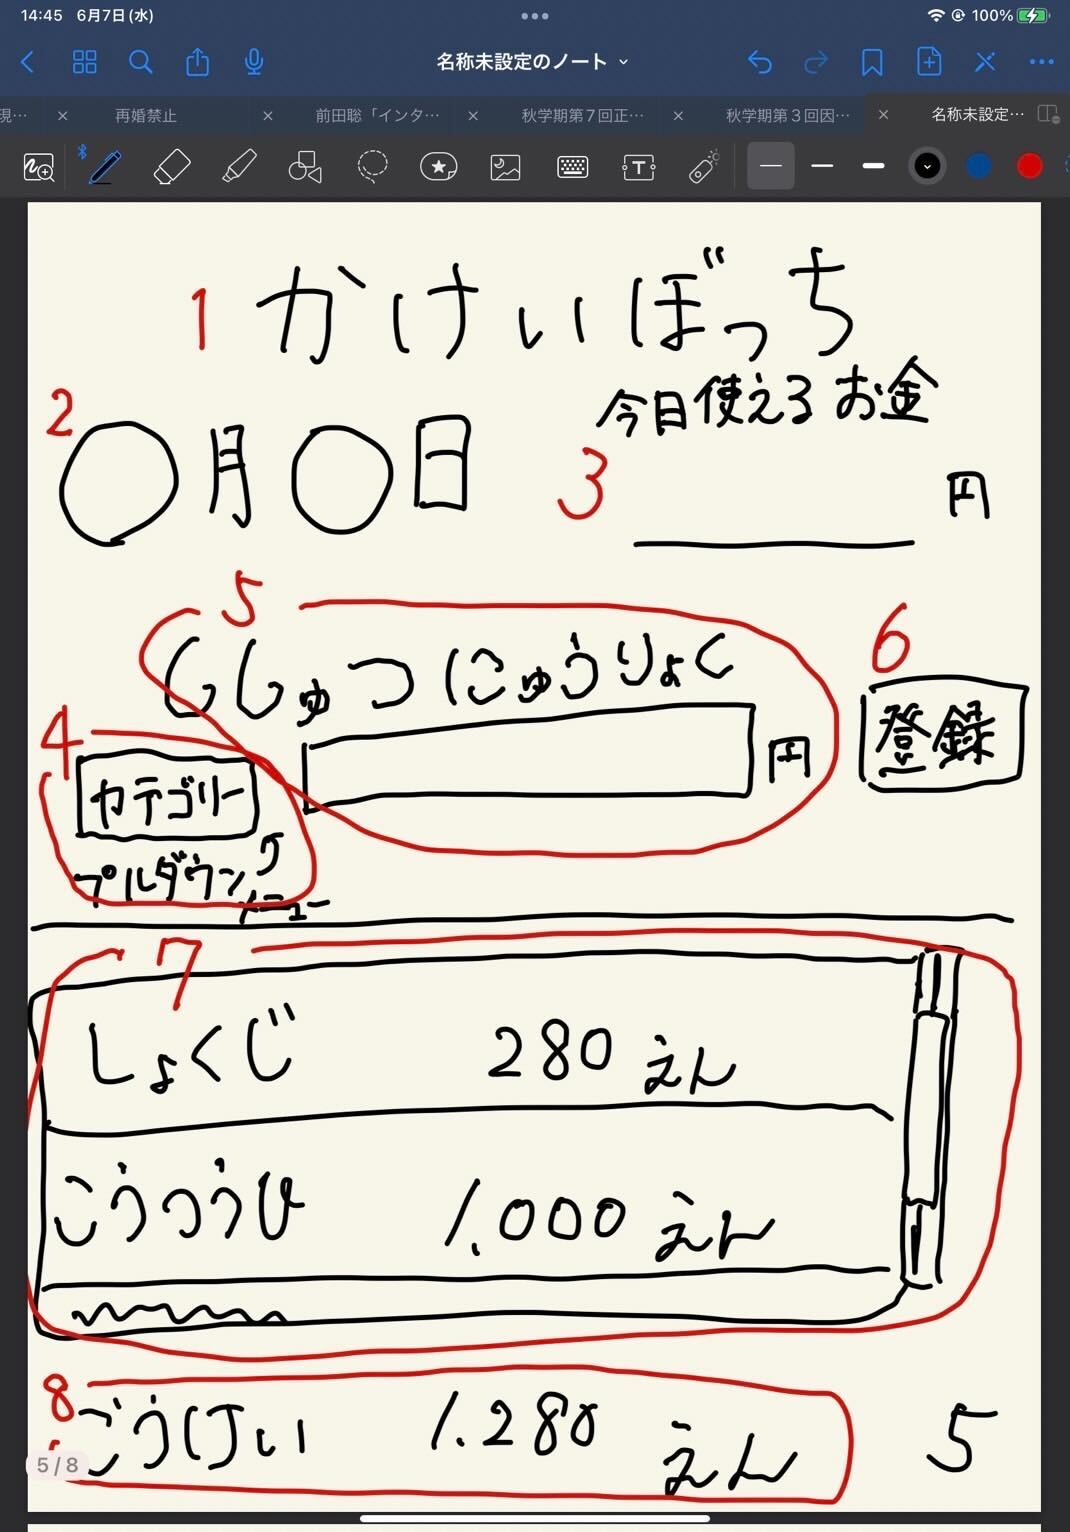 14:45 6月7日(水)
100%
名称未設定のノート
現…
再婚禁止
前田聡「インタ…
秋学期第7回正…
秋学期第3回因…
名称未設定…
1 かけいぼっち
2 〇月〇日
今日使えるお金
3 円
5
ししゅつにゅうりょく
円
6
登録
4
カテゴリー
プルダウン
メニュー
7
しょくじ 280 えん
こうつうひ 1.000 えん
8 ごうけい 1.280 えん
5
5/8